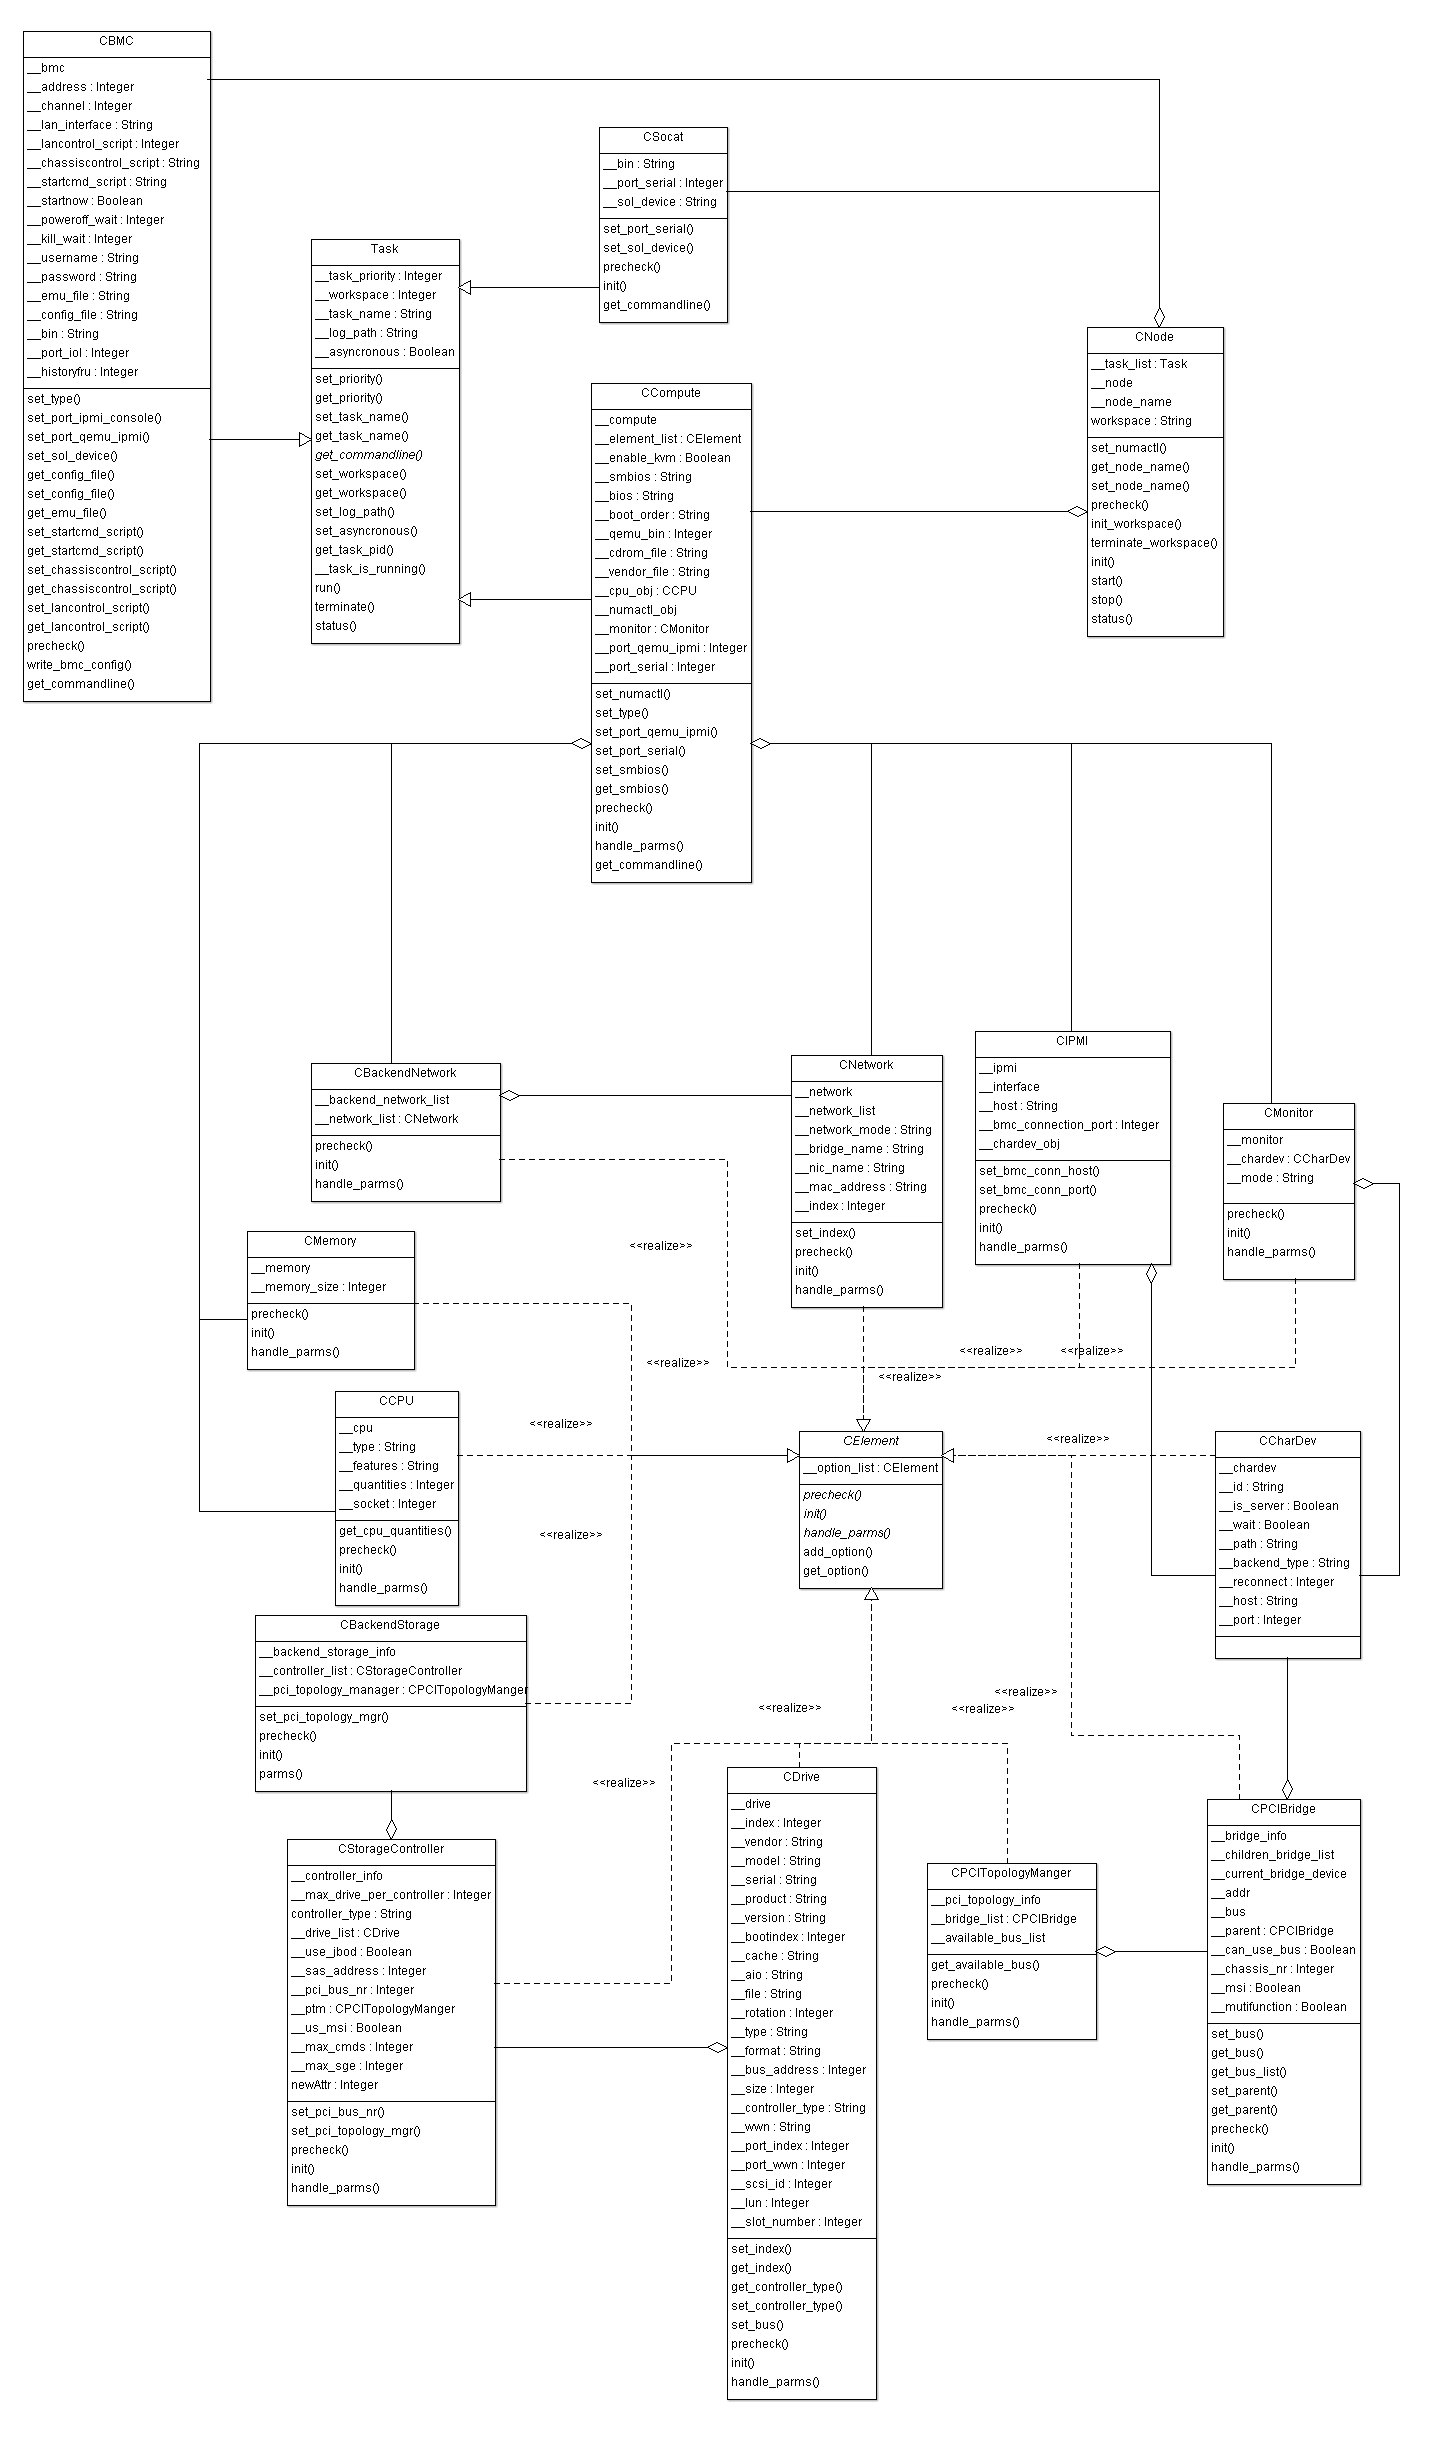 CBMC
__bmc
__address : Integer
__channel : Integer
__lan_interface : String
__lancontrol_script : Integer
__chassiscontrol_script : String
__startcmd_script : String
__startnow : Boolean
__poweroff_wait : Integer
__kill_wait : Integer
__username : String
__password : String
__emu_file : String
__config_file : String
__bin : String
__port_iol : Integer
__historyfru : Integer
set_type()
set_port_ipmi_console()
set_port_qemu_ipmi()
set_sol_device()
get_config_file()
set_config_file()
get_emu_file()
set_startcmd_script()
get_startcmd_script()
set_chassiscontrol_script()
get_chassiscontrol_script()
set_lancontrol_script()
get_lancontrol_script()
precheck()
write_bmc_config()
get_commandline()
CSocat
__bin : String
__port_serial : Integer
__sol_device : String
set_port_serial()
set_sol_device()
precheck()
init()
get_commandline()
Task
__task_priority : Integer
__workspace : Integer
__task_name : String
__log_path : String
__asyncronous : Boolean
set_priority()
get_priority()
set_task_name()
get_task_name()
get_commandline()
set_workspace()
get_workspace()
set_log_path()
set_asyncronous()
get_task_pid()
__task_is_running()
run()
terminate()
status()
CNode
__task_list : Task
__node
__node_name
workspace : String
set_numactl()
get_node_name()
set_node_name()
precheck()
init_workspace()
terminate_workspace()
init()
start()
stop()
status()
CCompute
__compute
__element_list : CElement
__enable_kvm : Boolean
__smbios : String
__bios : String
__boot_order : String
__qemu_bin : Integer
__cdrom_file : String
__vendor_file : String
__cpu_obj : CCPU
__numactl_obj
__monitor : CMonitor
__port_qemu_ipmi : Integer
__port_serial : Integer
set_numactl()
set_type()
set_port_qemu_ipmi()
set_port_serial()
set_smbios()
get_smbios()
precheck()
init()
handle_parms()
get_commandline()
CBackendNetwork
__backend_network_list
__network_list : CNetwork
precheck()
init()
handle_parms()
CNetwork
__network
__network_list
__network_mode : String
__bridge_name : String
__nic_name : String
__mac_address : String
__index : Integer
set_index()
precheck()
init()
handle_parms()
CIPMI
__ipmi
__interface
__host : String
__bmc_connection_port : Integer
__chardev_obj
set_bmc_conn_host()
set_bmc_conn_port()
precheck()
init()
handle_parms()
CMonitor
__monitor
__chardev : CCharDev
__mode : String
precheck()
init()
handle_parms()
CMemory
__memory
__memory_size : Integer
precheck()
init()
handle_parms()
<<realize>>
<<realize>>
<<realize>>
<<realize>>
<<realize>>
CCPU
__cpu
__type : String
__features : String
__quantities : Integer
__socket : Integer
get_cpu_quantities()
precheck()
init()
handle_parms()
<<realize>>
<<realize>>
CElement
__option_list : CElement
precheck()
init()
handle_parms()
add_option()
get_option()
<<realize>>
CCharDev
__chardev
__id : String
__is_server : Boolean
__wait : Boolean
__path : String
__backend_type : String
__reconnect : Integer
__host : String
__port : Integer
CBackendStorage
__backend_storage_info
__controller_list : CStorageController
__pci_topology_manager : CPCITopologyManger
set_pci_topology_mgr()
precheck()
init()
parms()
<<realize>>
<<realize>>
<<realize>>
<<realize>>
CStorageController
__controller_info
__max_drive_per_controller : Integer
controller_type : String
__drive_list : CDrive
__use_jbod : Boolean
__sas_address : Integer
__pci_bus_nr : Integer
__ptm : CPCITopologyManger
__us_msi : Boolean
__max_cmds : Integer
__max_sge : Integer
newAttr : Integer
set_pci_bus_nr()
set_pci_topology_mgr()
precheck()
init()
handle_parms()
CDrive
__drive
__index : Integer
__vendor : String
__model : String
__serial : String
__product : String
__version : String
__bootindex : Integer
__cache : String
__aio : String
__file : String
__rotation : Integer
__type : String
__format : String
__bus_address : Integer
__size : Integer
__controller_type : String
__wwn : String
__port_index : Integer
__port_wwn : Integer
__scsi_id : Integer
__lun : Integer
__slot_number : Integer
set_index()
get_index()
get_controller_type()
set_controller_type()
set_bus()
precheck()
init()
handle_parms()
CPCITopologyManger
__pci_topology_info
__bridge_list : CPCIBridge
__available_bus_list
get_available_bus()
precheck()
init()
handle_parms()
CPCIBridge
__bridge_info
__children_bridge_list
__current_bridge_device
__addr
__bus
__parent : CPCIBridge
__can_use_bus : Boolean
__chassis_nr : Integer
__msi : Boolean
__mutifunction : Boolean
set_bus()
get_bus()
get_bus_list()
set_parent()
get_parent()
precheck()
init()
handle_parms()